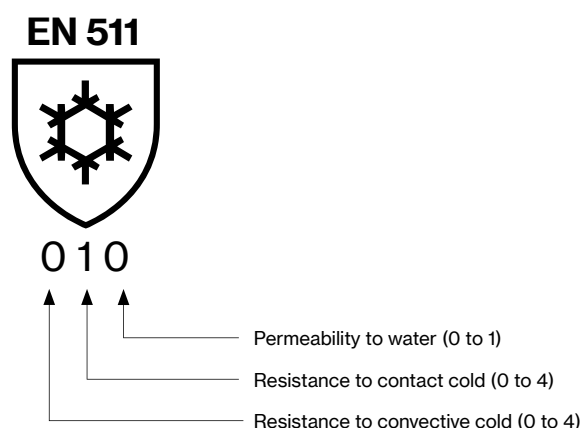 EN 511
0 1 0
Permeability to water (0 to 1)
Resistance to contact cold (0 to 4)
Resistance to convective cold (0 to 4)